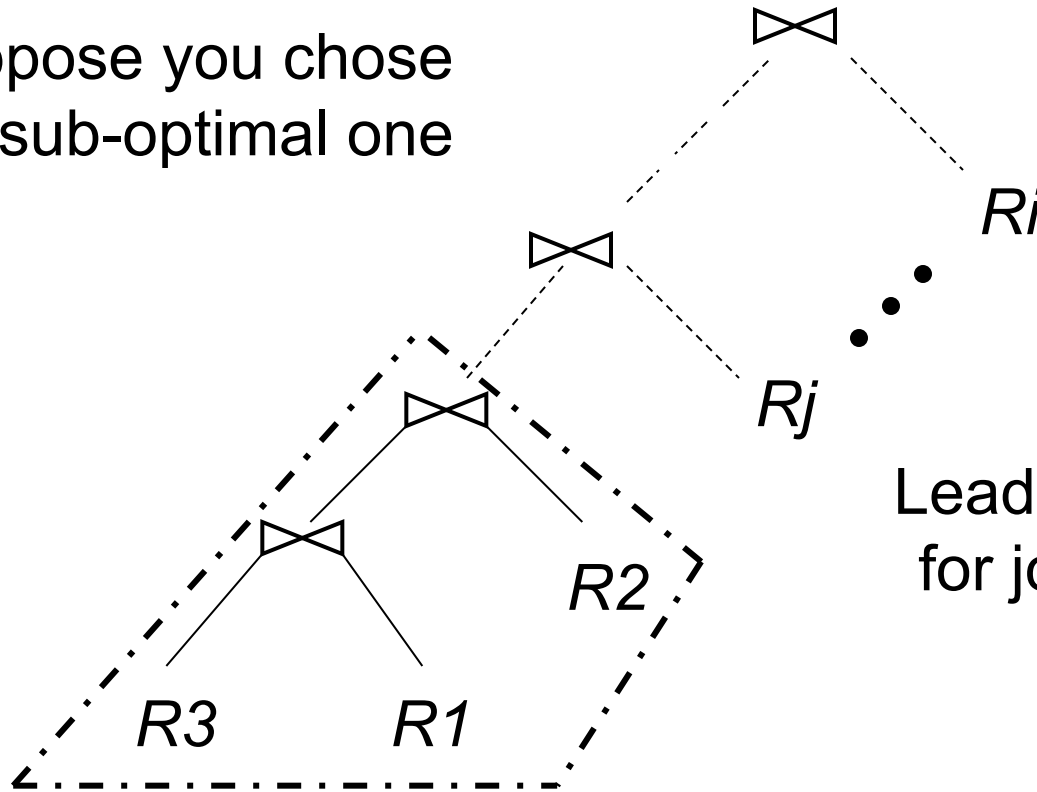 pose you chose
sub-optimal one
Ri
Rj
Lead
for jo
R2
R3 R1